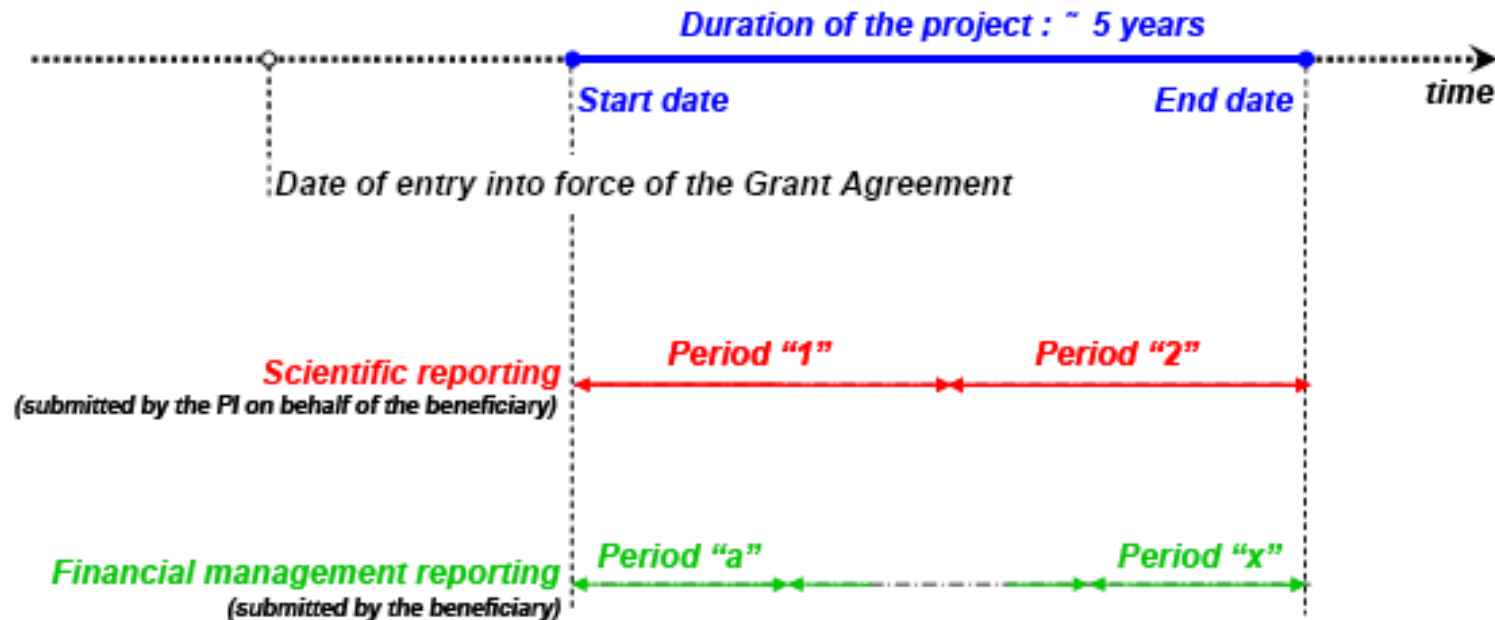 Duration of the project : ~ 5 years
Start date
End date
time
Date of entry into force of the Grant Agreement
Period “1”
Period “2”
Scientific reporting
(submitted by the PI on behalf of the beneficiary)
Period “a”
Period “x”
Financial management reporting
(submitted by the beneficiary)